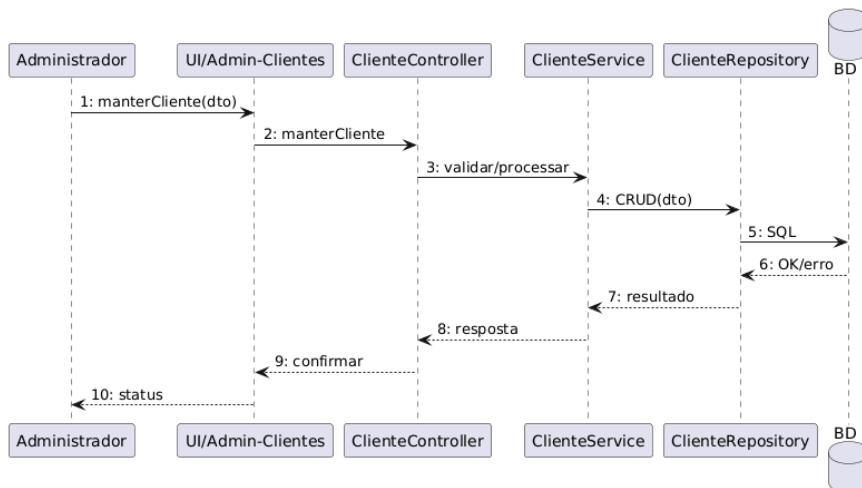 BD
Administrador
UI/Admin-Clientes
ClienteController
ClienteService
ClienteRepository
1: manterCliente(dto)
2: manterCliente
3: validar/processar
4: CRUD(dto)
5: SQL
6: OK/erro
7: resultado
8: resposta
9: confirmar
10: status
Administrador
UI/Admin-Clientes
ClienteController
ClienteService
ClienteRepository
BD